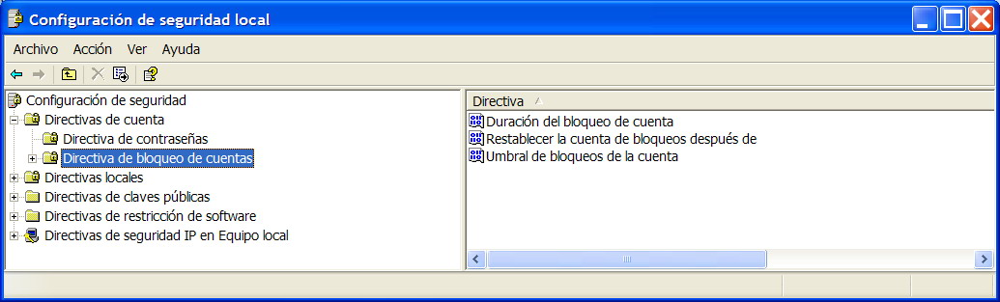 Configuración de seguridad local
Archivo Acción Ver Ayuda
Configuración de seguridad
Directivas de cuenta
Directiva de contraseñas
Directiva de bloqueo de cuentas
Directivas locales
Directivas de claves públicas
Directivas de restricción de software
Directivas de seguridad IP en Equipo local
Directiva
Duración del bloqueo de cuenta
Restablecer la cuenta de bloqueos después de
Umbral de bloqueos de la cuenta